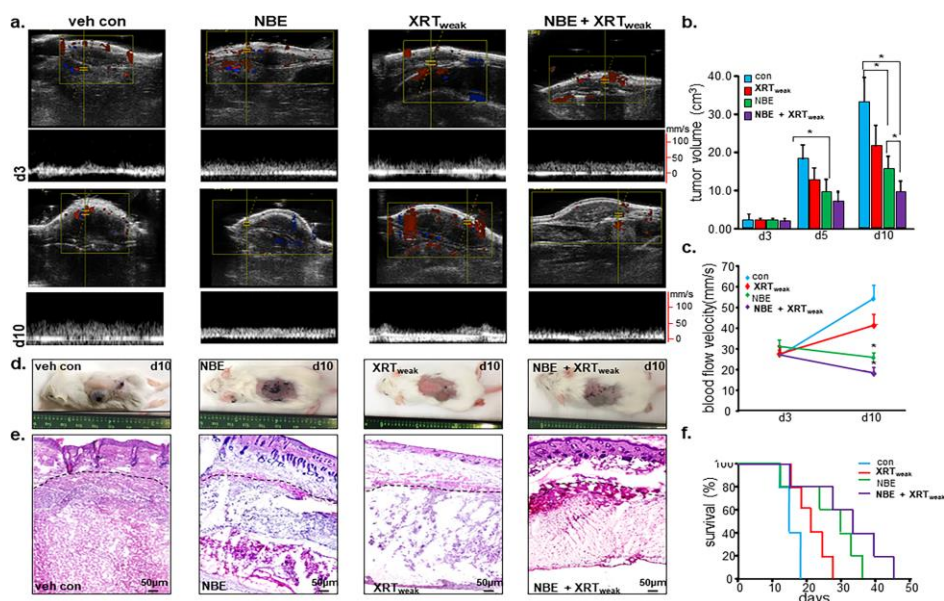 a.
veh con NBE XRTweak NBE + XRTweak
mm/s
100
50
0
d3
mm/s
100
50
0
d10
d.
veh con d10
NBE d10
XRTweak d10
NBE + XRTweak d10
e.
veh con 50µm
NBE 50µm
XRTweak 50µm
NBE + XRTweak 50µm
b.
tumor volume (cm3)
40.0
30.0
20.0
10.0
0.00
con
XRTweak
NBE
NBE + XRTweak
* * * *
d3 d5 d10
c.
blood flow velocity(mm/s)
70
60
50
40
30
20
10
0
con
XRTweak
NBE
NBE + XRTweak
*
*
d3 d10
f.
survival (%)
100
80
60
40
20
0
con
XRTweak
NBE
NBE + XRTweak
0 10 20 30 40 50
days